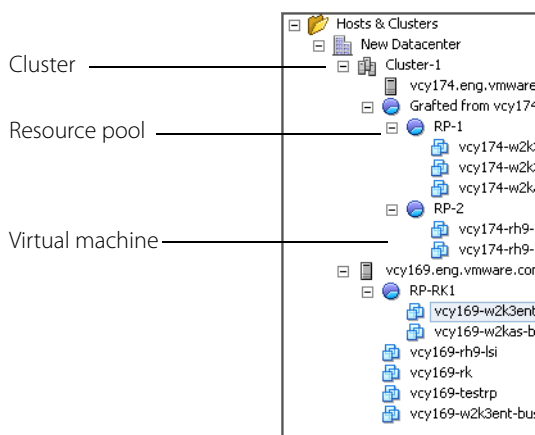 Hosts & Clusters
New Datacenter
Cluster
Cluster-1
vcy174.eng.vmware
Grafted from vcy174
Resource pool
RP-1
vcy174-w2k
vcy174-w2k
vcy174-w2k
RP-2
Virtual machine
vcy174-rh9-
vcy174-rh9-
vcy169.eng.vmware.com
RP-RK1
vcy169-w2k3ent
vcy169-w2kas-b
vcy169-rh9-lsi
vcy169-rk
vcy169-testrp
vcy169-w2k3ent-bus